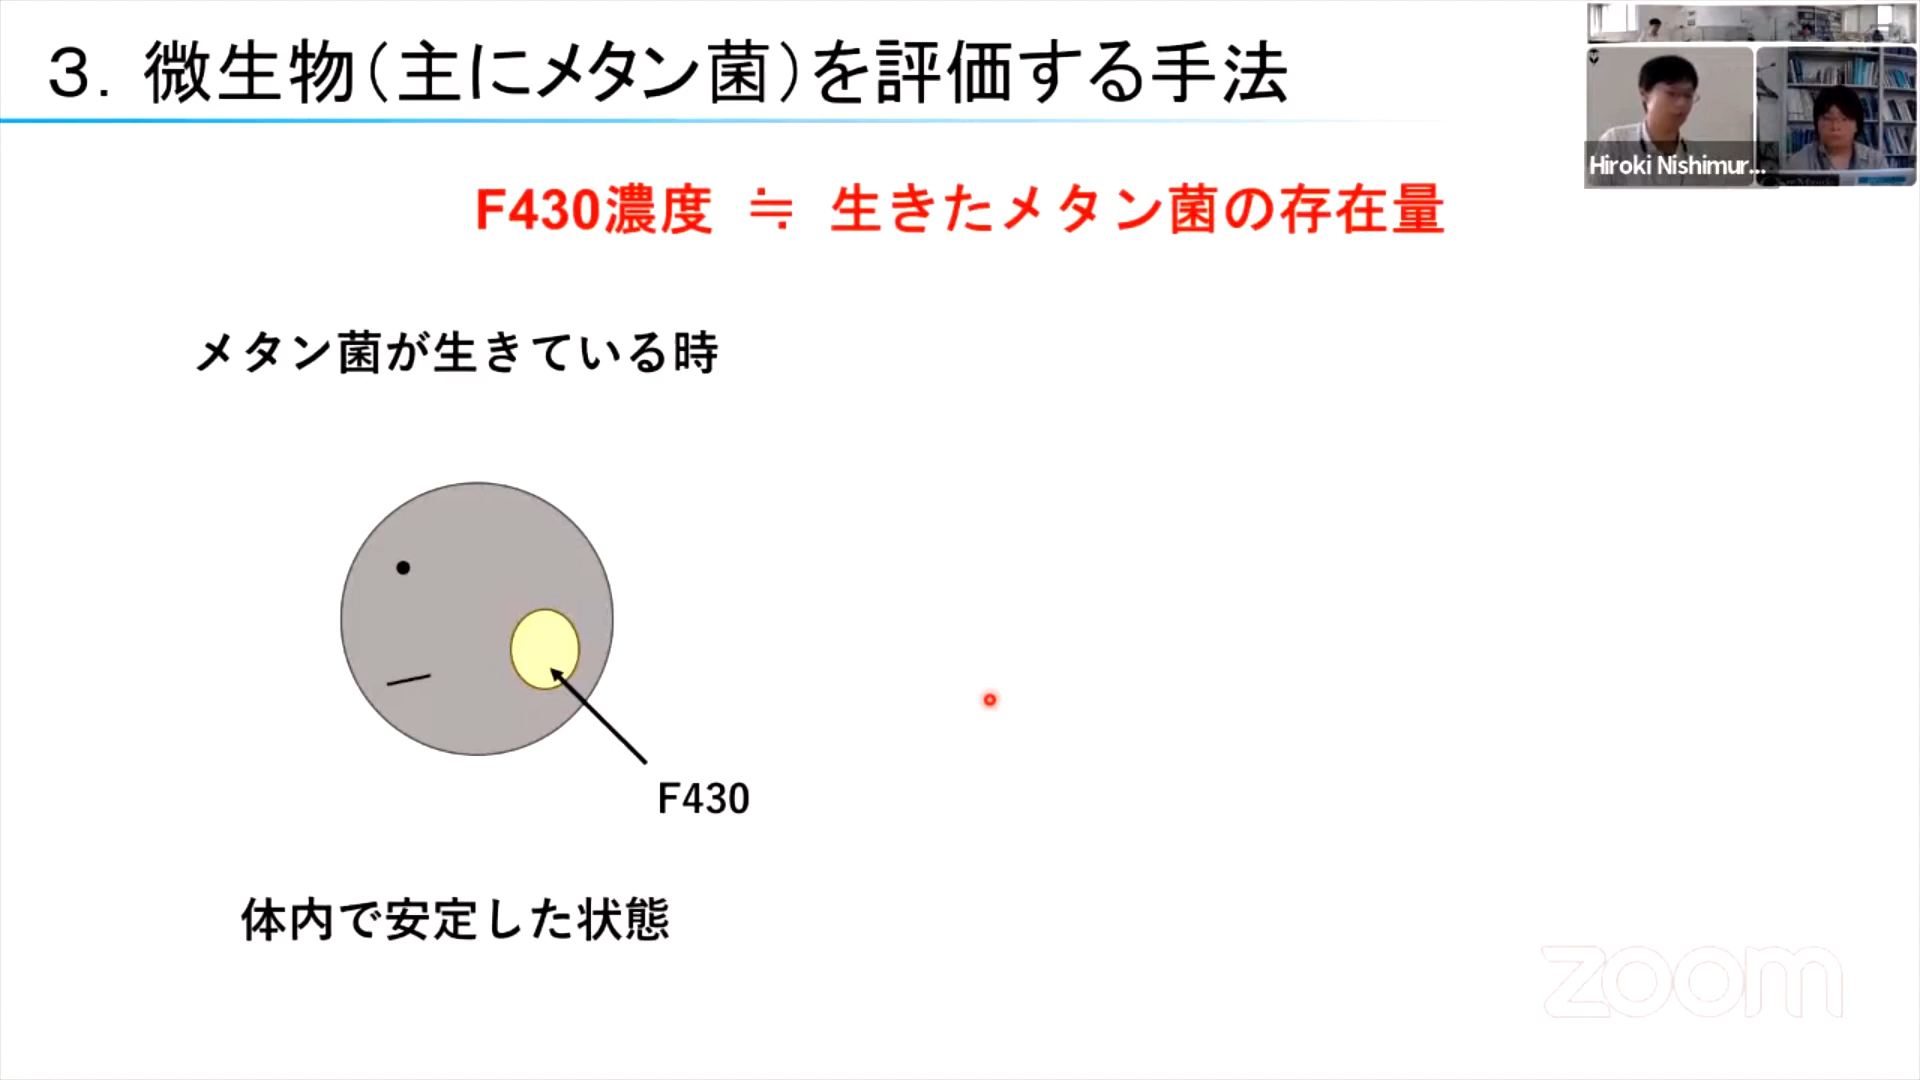 3. 微生物（主にメタン菌）を評価する手法
Hiroki Nishimur...
F430濃度 ≒ 生きたメタン菌の存在量
メタン菌が生きている時
F430
体内で安定した状態
zoom